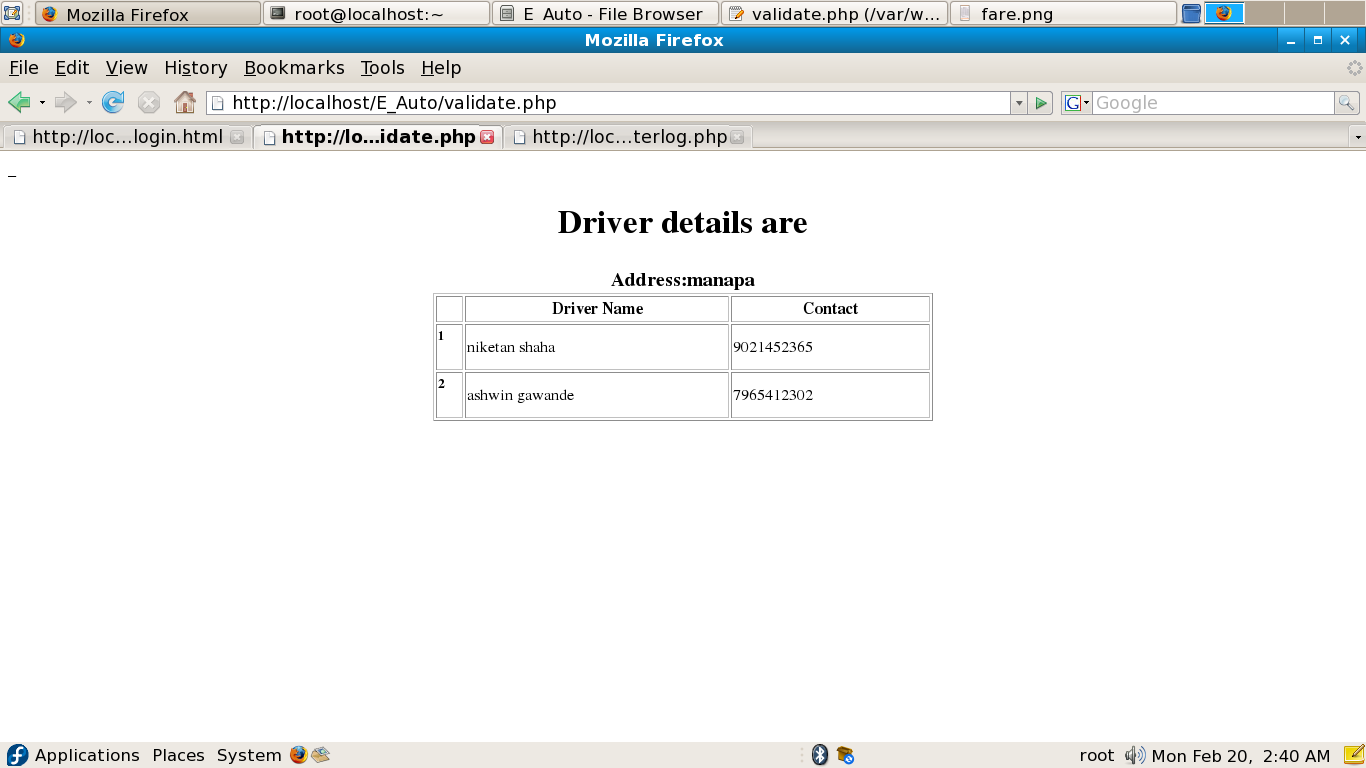 Mozilla Firefox root@localhost:~ E_Auto - File Browser validate.php (/var/w... fare.png
Mozilla Firefox
File Edit View History Bookmarks Tools Help
http://localhost/E_Auto/validate.php G Google
http://loc...login.html http://lo...idate.php http://loc...terlog.php
_
Driver details are
Address:manapa
Driver Name Contact
1 niketan shaha 9021452365
2 ashwin gawande 7965412302
Applications Places System root Mon Feb 20, 2:40 AM